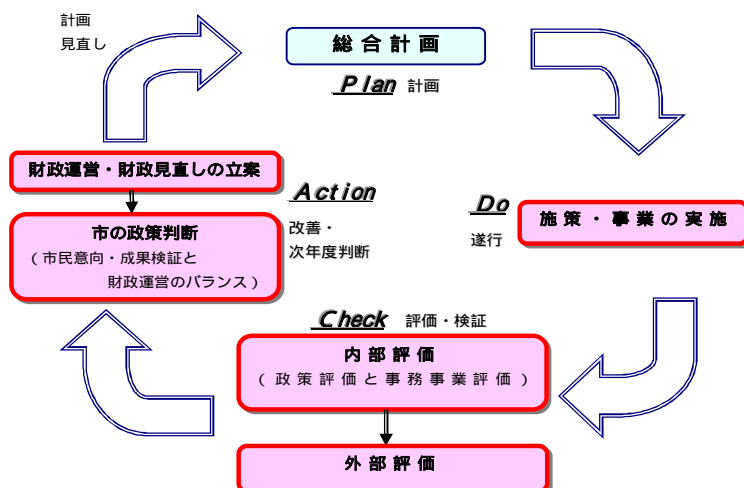 計画
見直し
総合計画
Plan 計画
財政運営・財政見直しの立案
Action
改善・
次年度判断
市の政策判断
（市民意向・成果検証と
財政運営のバランス）
Do
遂行
施策・事業の実施
Check 評価・検証
内部評価
（政策評価と事務事業評価）
外部評価